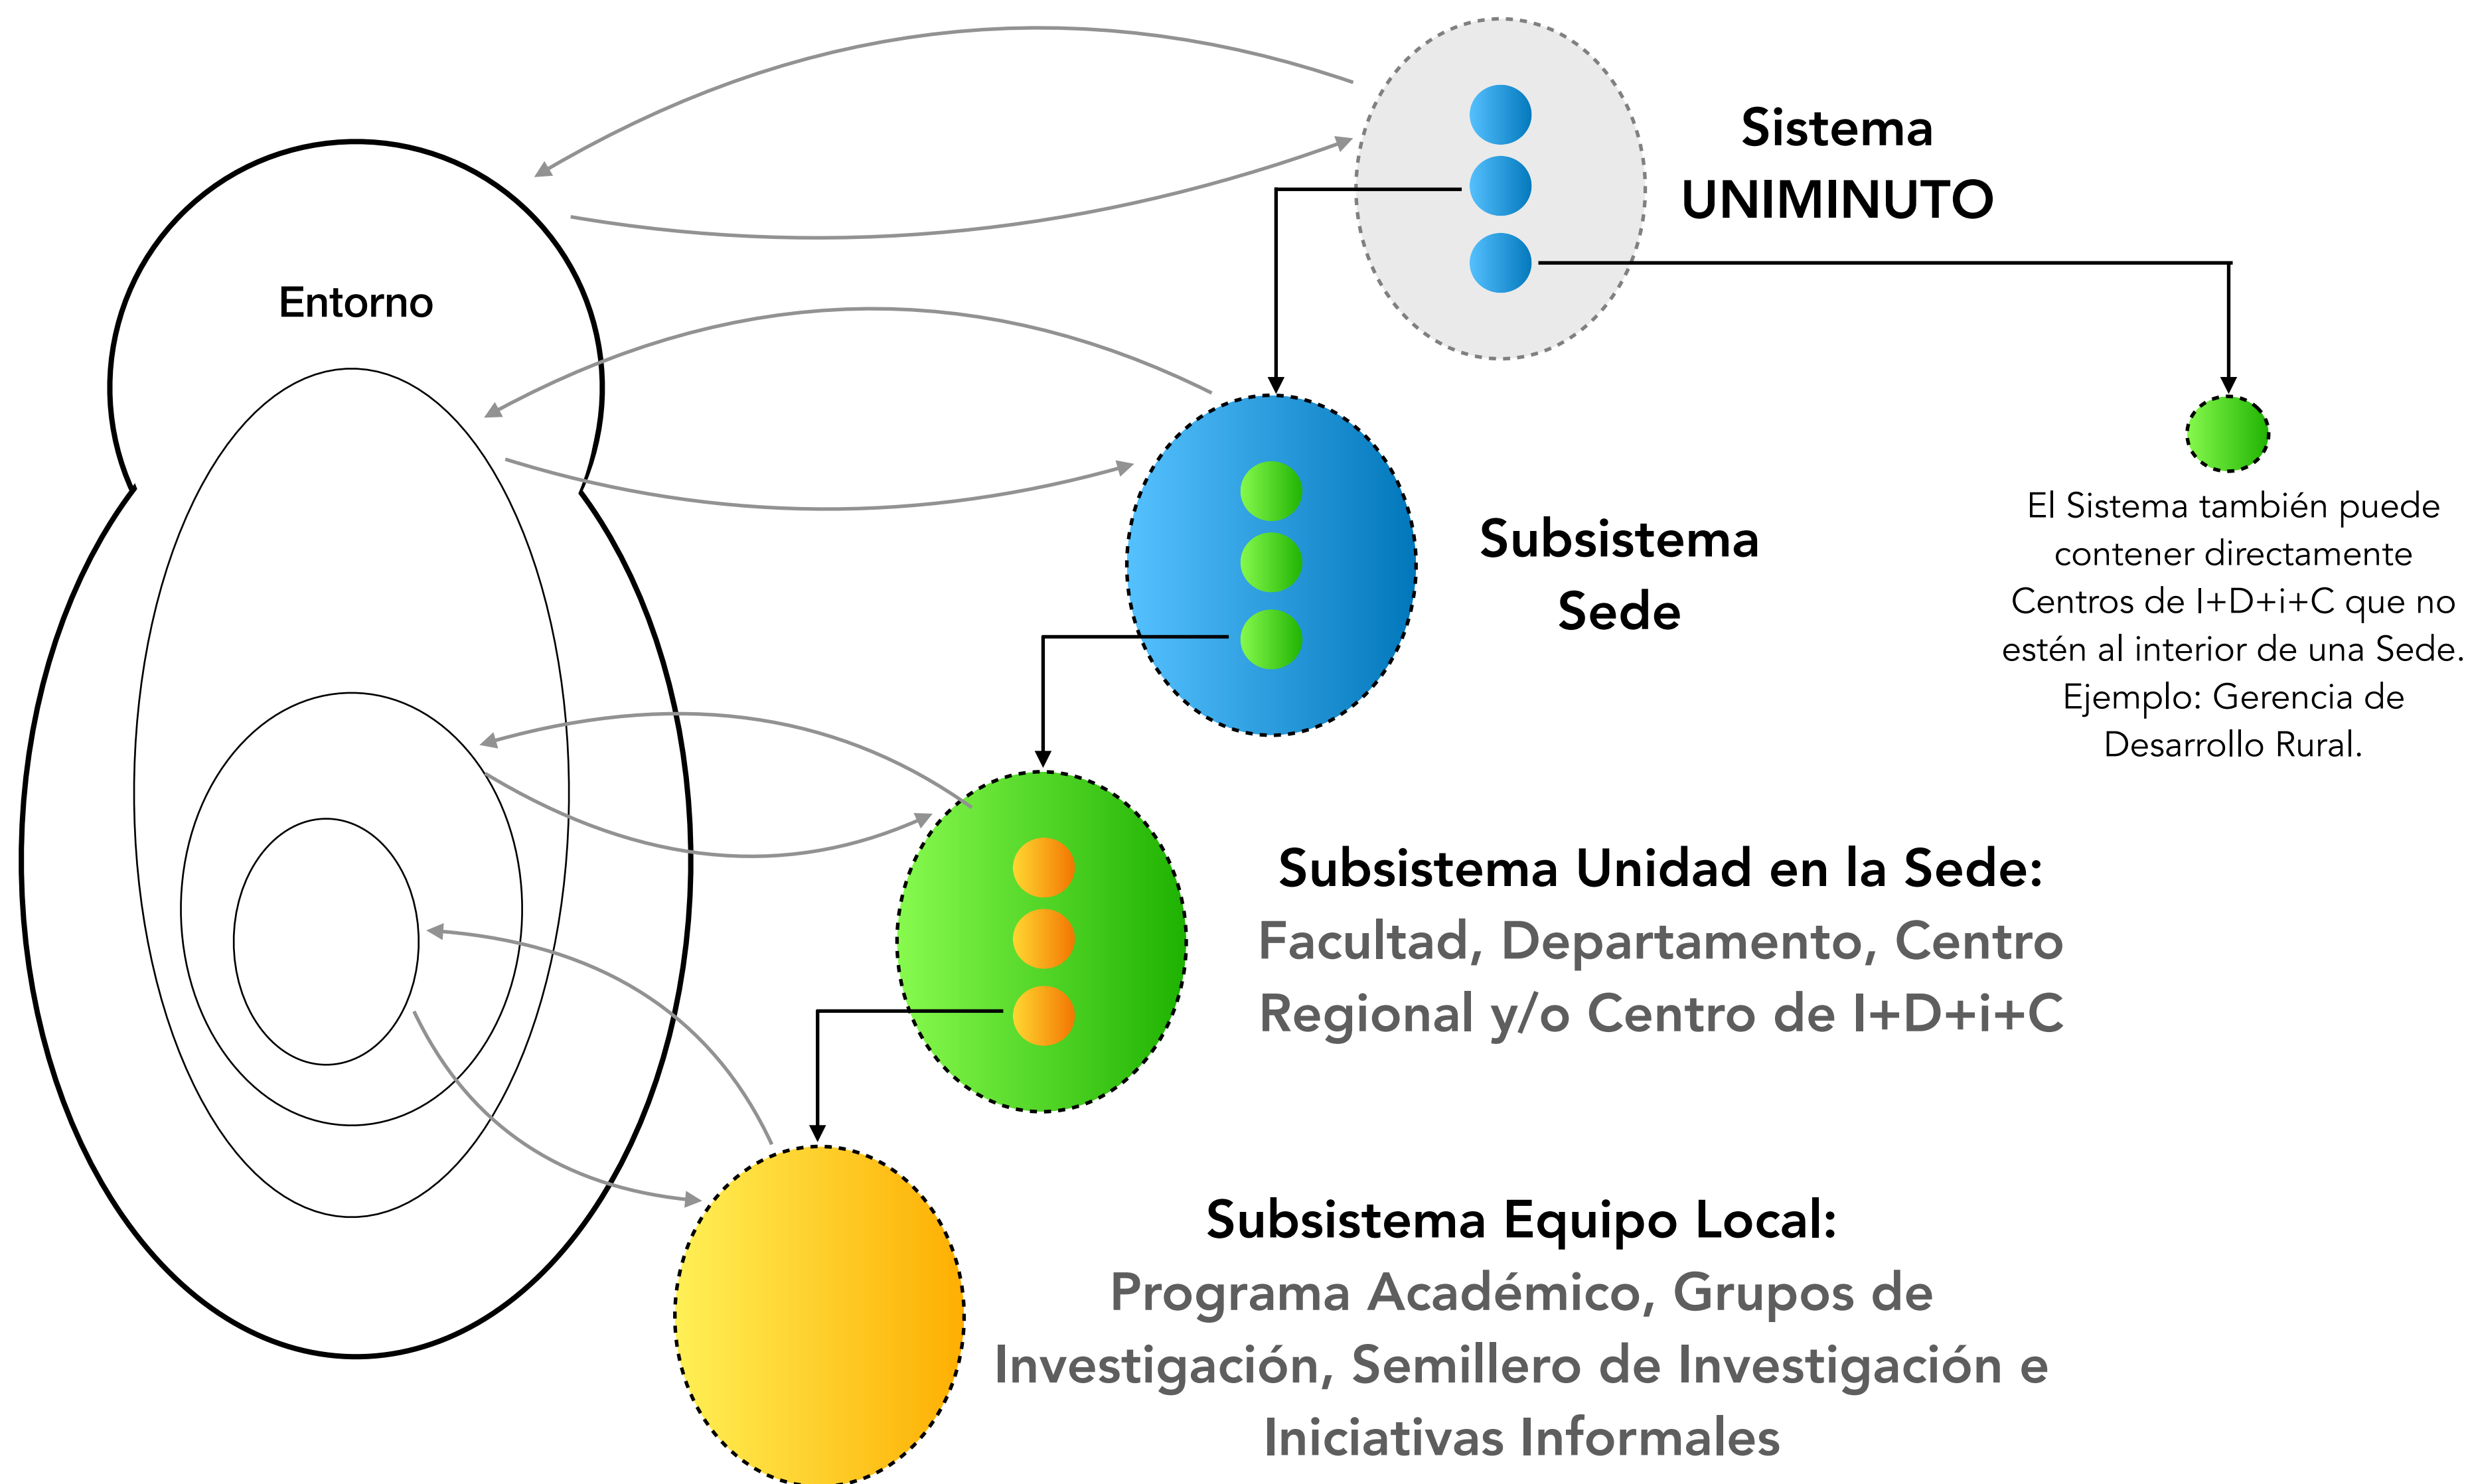 Sistema
UNIMINUTO
Entorno
Subsistema
Sede
El Sistema también puede
contener directamente
Centros de I+D+i+C que no
estén al interior de una Sede.
Ejemplo: Gerencia de
Desarrollo Rural.
Subsistema Unidad en la Sede:
Facultad, Departamento, Centro
Regional y/o Centro de I+D+i+C
Subsistema Equipo Local:
Programa Académico, Grupos de
Investigación, Semillero de Investigación e
Iniciativas Informales